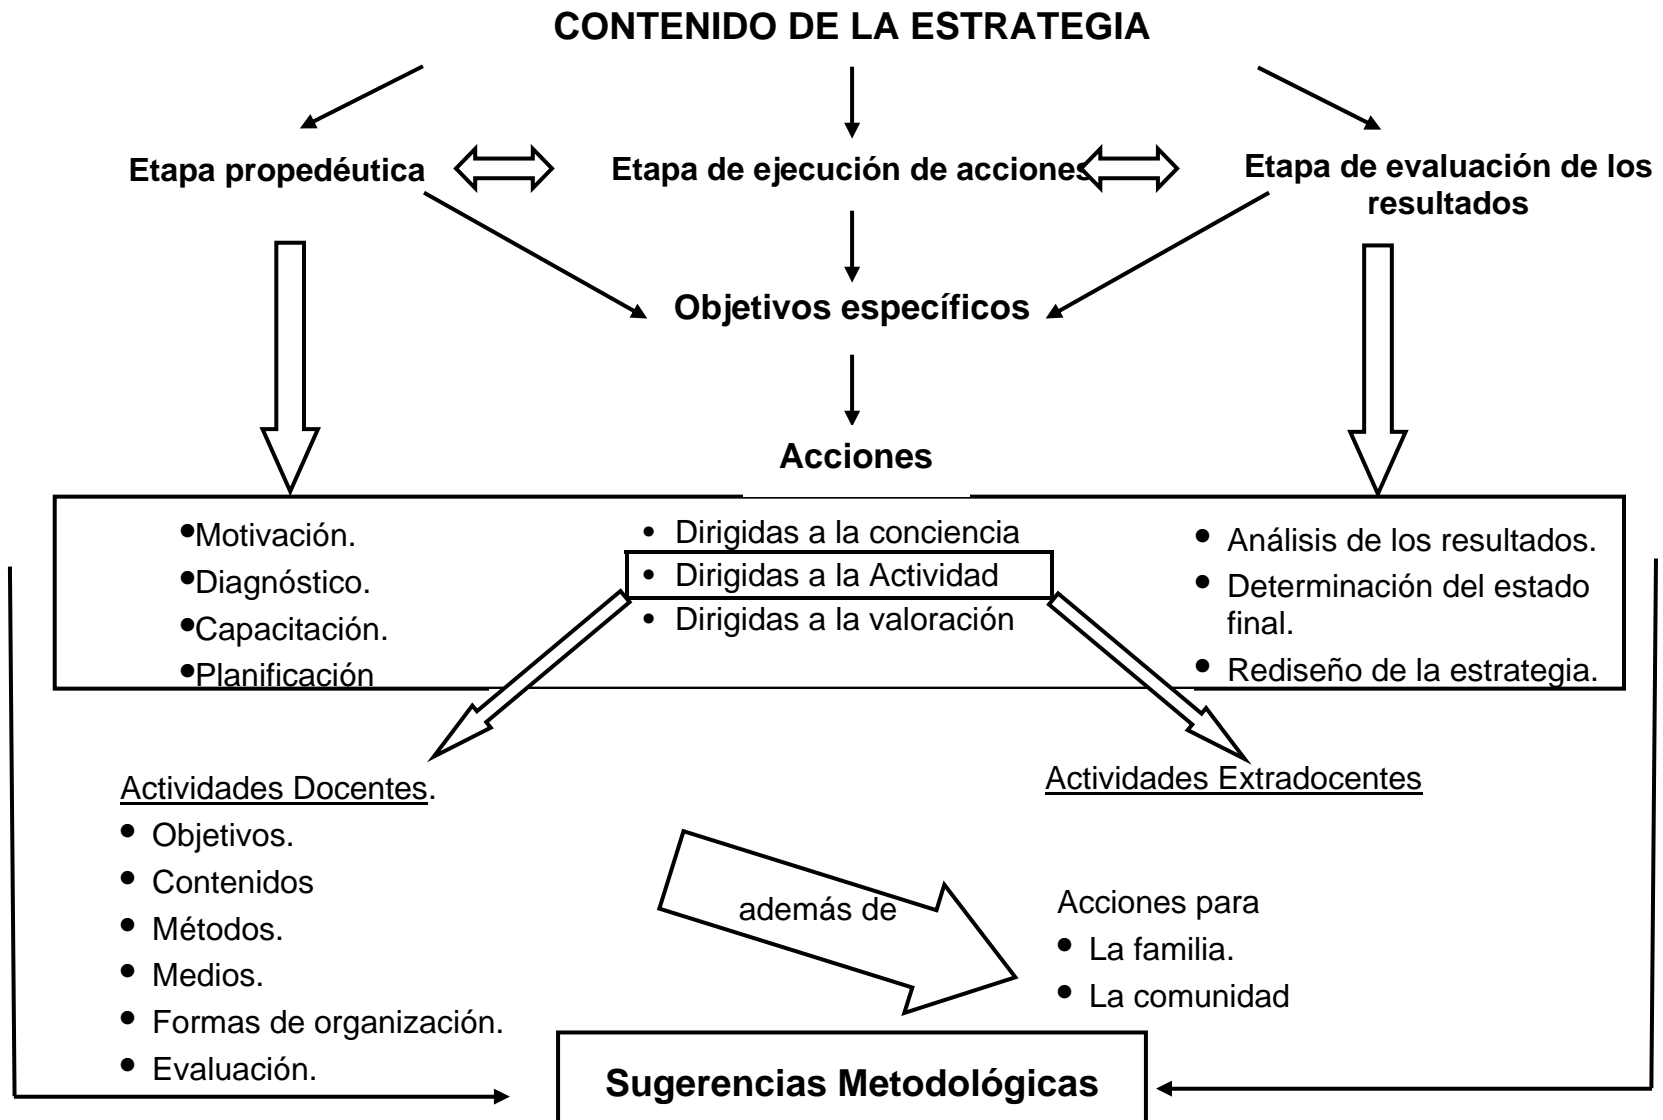 CONTENIDO DE LA ESTRATEGIA
Etapa propedéutica
Etapa de ejecución de acciones
Etapa de evaluación de los
resultados
Objetivos específicos
Acciones
•Motivación.
•Diagnóstico.
•Capacitación.
•Planificación
• Dirigidas a la conciencia
• Dirigidas a la Actividad
• Dirigidas a la valoración
• Análisis de los resultados.
• Determinación del estado
final.
• Rediseño de la estrategia.
Actividades Docentes.
• Objetivos.
• Contenidos
• Métodos.
• Medios.
• Formas de organización.
• Evaluación.
además de
Actividades Extradocentes
Acciones para
• La familia.
• La comunidad
Sugerencias Metodológicas